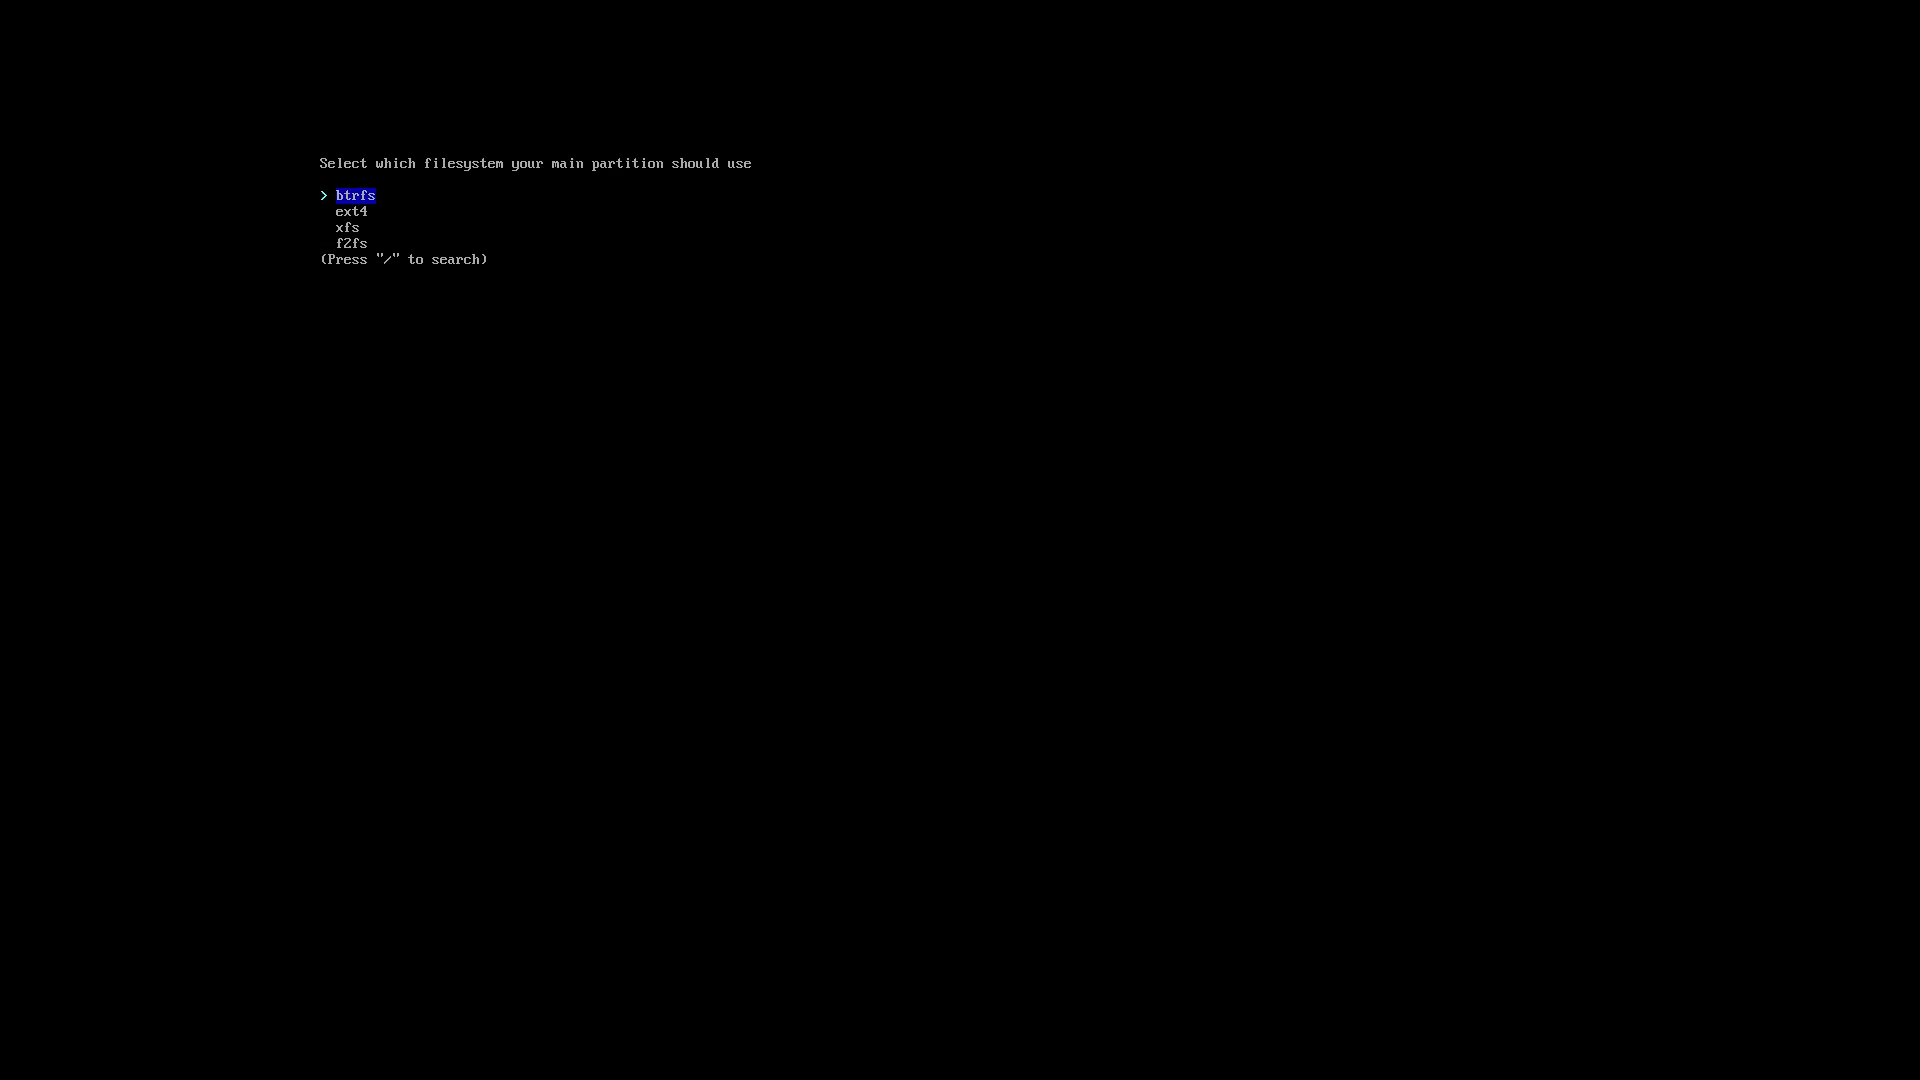 Select which filesystem your main partition should use
> btrfs
ext4
xfs
f2fs
(Press "/" to search)